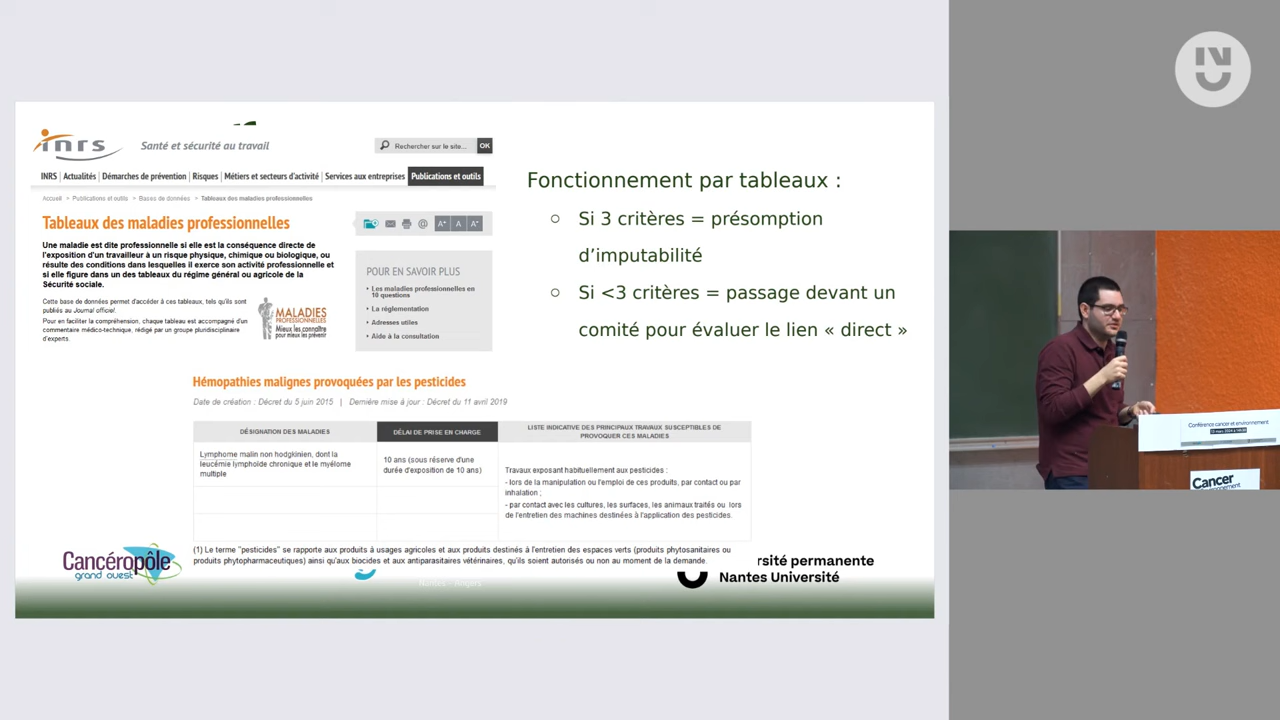 inrs
Santé et sécurité au travail
Rechercher sur le site...
OK
INRS | Actualités | Démarches de prévention | Risques | Métiers et secteurs d'activité | Services aux entreprises | Publications et outils
Accueil > Publications et outils > Bases de données > Tableaux des maladies professionnelles
Tableaux des maladies professionnelles
@ A+ A A+
Une maladie est dite professionnelle si elle est la conséquence directe de
l'exposition d'un travailleur à un risque physique, chimique ou biologique, ou
résulte des conditions dans lesquelles il exerce son activité professionnelle et
si elle figure dans un des tableaux du régime général ou agricole de la
Sécurité sociale.
Cette base de données permet d'accéder à ces tableaux, tels qu'ils sont
publiés au Journal officiel.
Pour en faciliter la compréhension, chaque tableau est accompagné d'un
commentaire médico-technique, rédigé par un groupe pluridisciplinaire
d'experts.
MALADIES
PROFESSIONNELLES
Mieux les connaître
pour mieux les prévenir
POUR EN SAVOIR PLUS
Les maladies professionnelles en
10 questions
La réglementation
Adresses utiles
Aide à la consultation
Fonctionnement par tableaux :
○ Si 3 critères = présomption
d'imputabilité
○ Si <3 critères = passage devant un
comité pour évaluer le lien « direct »
Hémopathies malignes provoquées par les pesticides
Date de création : Décret du 5 juin 2015 | Dernière mise à jour : Décret du 11 avril 2019
DÉSIGNATION DES MALADIES
DÉLAI DE PRISE EN CHARGE
LISTE INDICATIVE DES PRINCIPAUX TRAVAUX SUSCEPTIBLES DE
PROVOQUER CES MALADIES
Lymphome malin non hodgkinien, dont la
leucémie lymphoïde chronique et le myélome
multiple
10 ans (sous réserve d'une
durée d'exposition de 10 ans)
Travaux exposant habituellement aux pesticides :
- lors de la manipulation ou l'emploi de ces produits, par contact ou par
inhalation ;
- par contact avec les cultures, les surfaces, les animaux traités ou lors
de l'entretien des machines destinées à l'application des pesticides.
(1) Le terme "pesticides" se rapporte aux produits à usages agricoles et aux produits destinés à l'entretien des espaces verts (produits phytosanitaires ou
produits phytopharmaceutiques) ainsi qu'aux biocides et aux antiparasitaires vétérinaires, qu'ils soient autorisés ou non au moment de la demande.
Cancéropôle
grand ouest
Nantes - Angers
rsité permanente
Nantes Université
Conférence cancer et environnement
Cancer